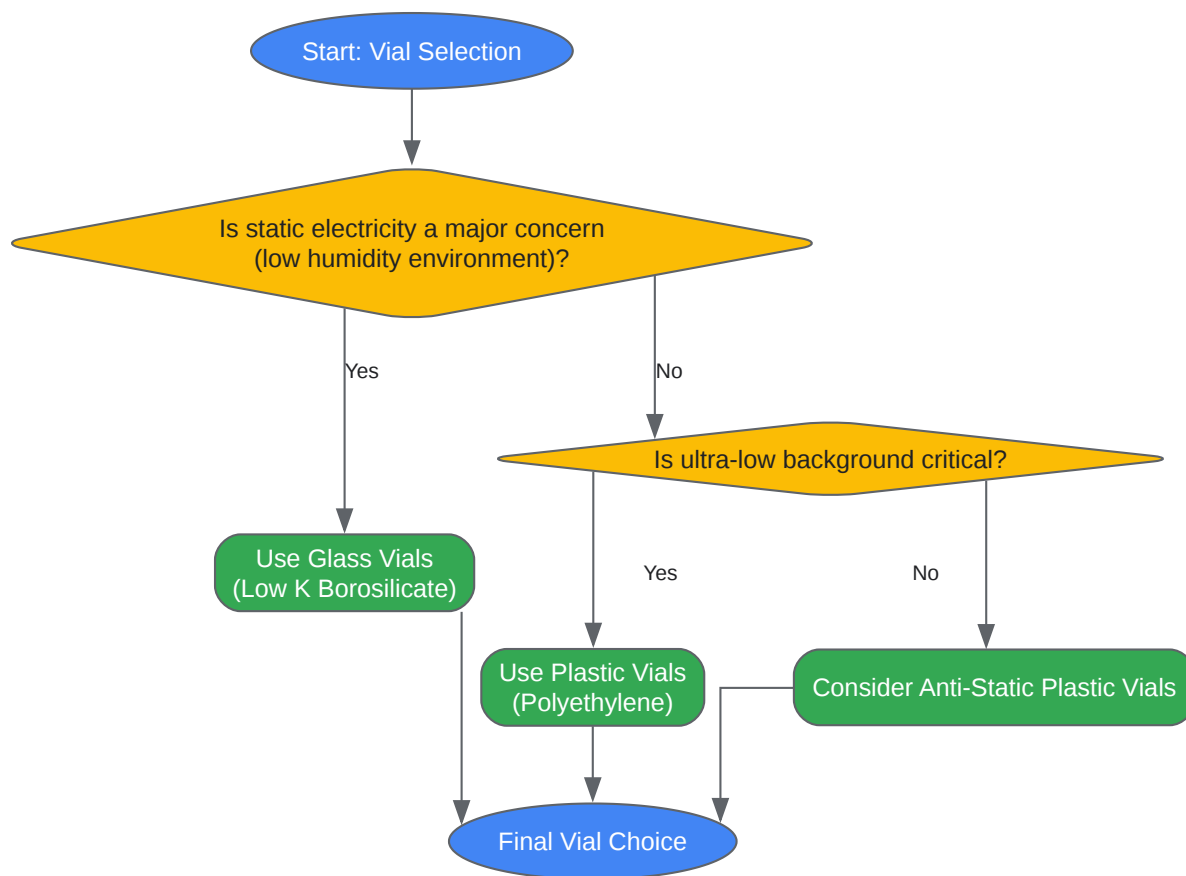 Start: Vial Selection
Is static electricity a major concern
(low humidity environment)?
Yes
No
Is ultra-low background critical?
Use Glass Vials
(Low K Borosilicate)
Yes
No
Use Plastic Vials
(Polyethylene)
Consider Anti-Static Plastic Vials
Final Vial Choice